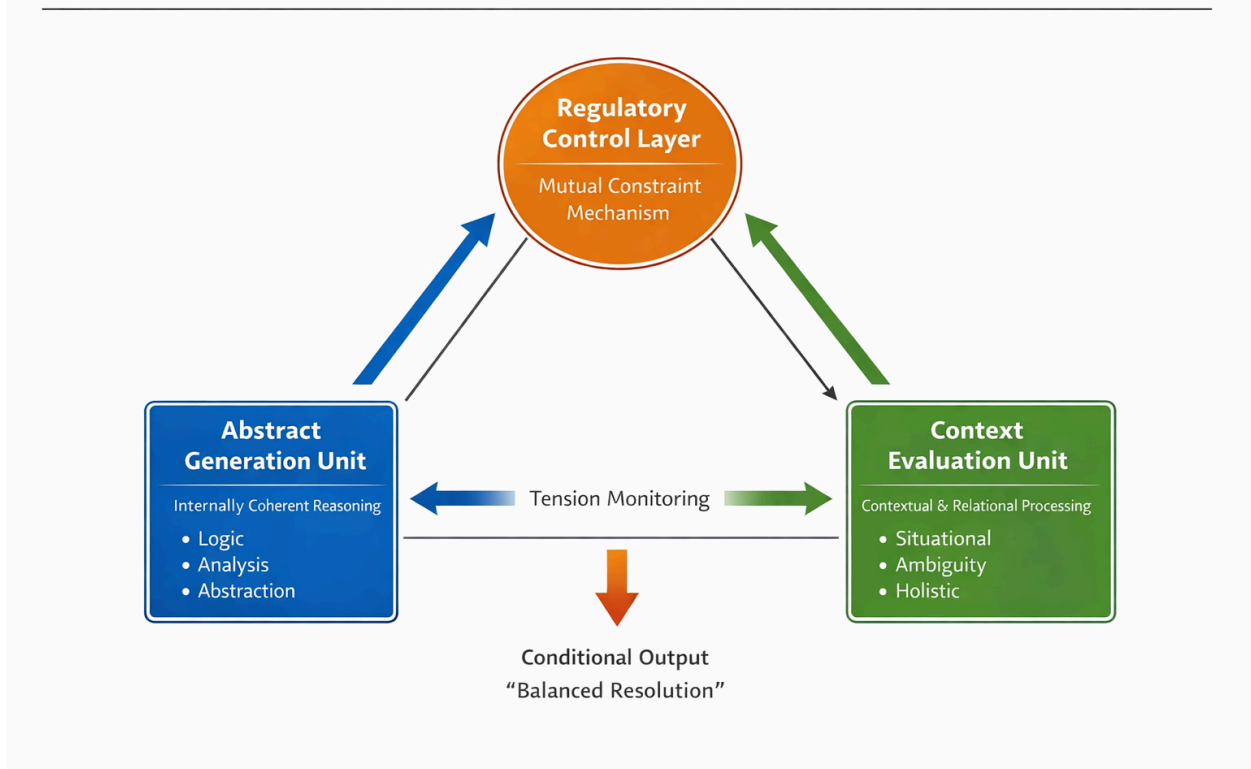 Regulatory
Control Layer
Mutual Constraint
Mechanism
Abstract
Generation Unit
Internally Coherent Reasoning
• Logic
• Analysis
• Abstraction
Tension Monitoring
Context
Evaluation Unit
Contextual & Relational Processing
• Situational
• Ambiguity
• Holistic
Conditional Output
“Balanced Resolution”